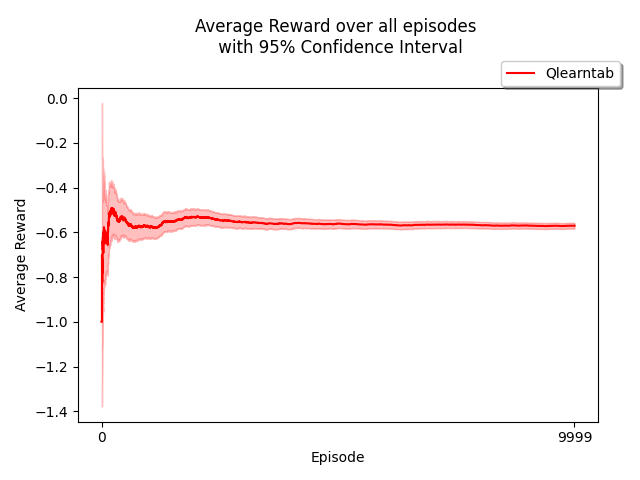 Average Reward over all episodes
with 95% Confidence Interval
Qlearntab
0.0
−0.2
−0.4
−0.6
−0.8
−1.0
−1.2
−1.4
Average Reward
0
9999
Episode